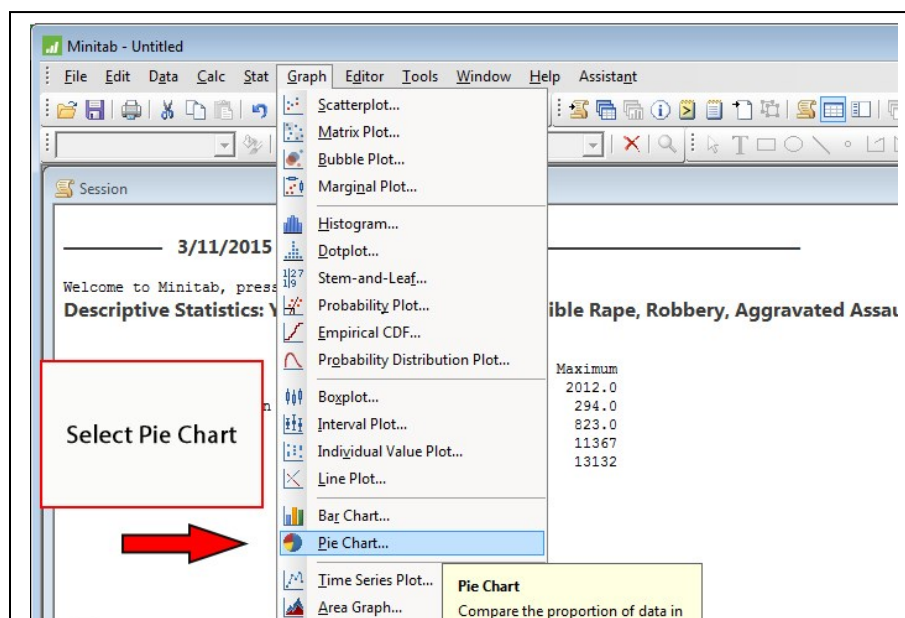 Minitab - Untitled
File Edit Data Calc Stat Graph Editor Tools Window Help Assistant
Session
3/11/2015
Welcome to Minitab, press
Descriptive Statistics: Y
ible Rape, Robbery, Aggravated Assau
Maximum
2012.0
n 294.0
823.0
11367
13132
Scatterplot...
Matrix Plot...
Bubble Plot...
Marginal Plot...
Histogram...
Dotplot...
Stem-and-Leaf...
Probability Plot...
Empirical CDF...
Probability Distribution Plot...
Boxplot...
Interval Plot...
Individual Value Plot...
Line Plot...
Bar Chart...
Pie Chart...
Time Series Plot...
Area Graph...
Select Pie Chart
Pie Chart
Compare the proportion of data in